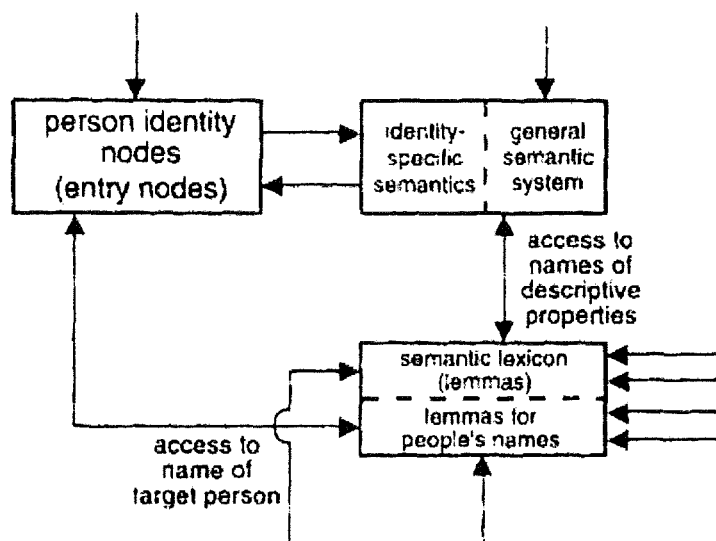 person identity
nodes
(entry nodes)
identity-
specific
semantics
general
semantic
system
access to
names of
descriptive
properties
semantic lexicon
(lemmas)
lemmas for
people's names
access to
name of
target person